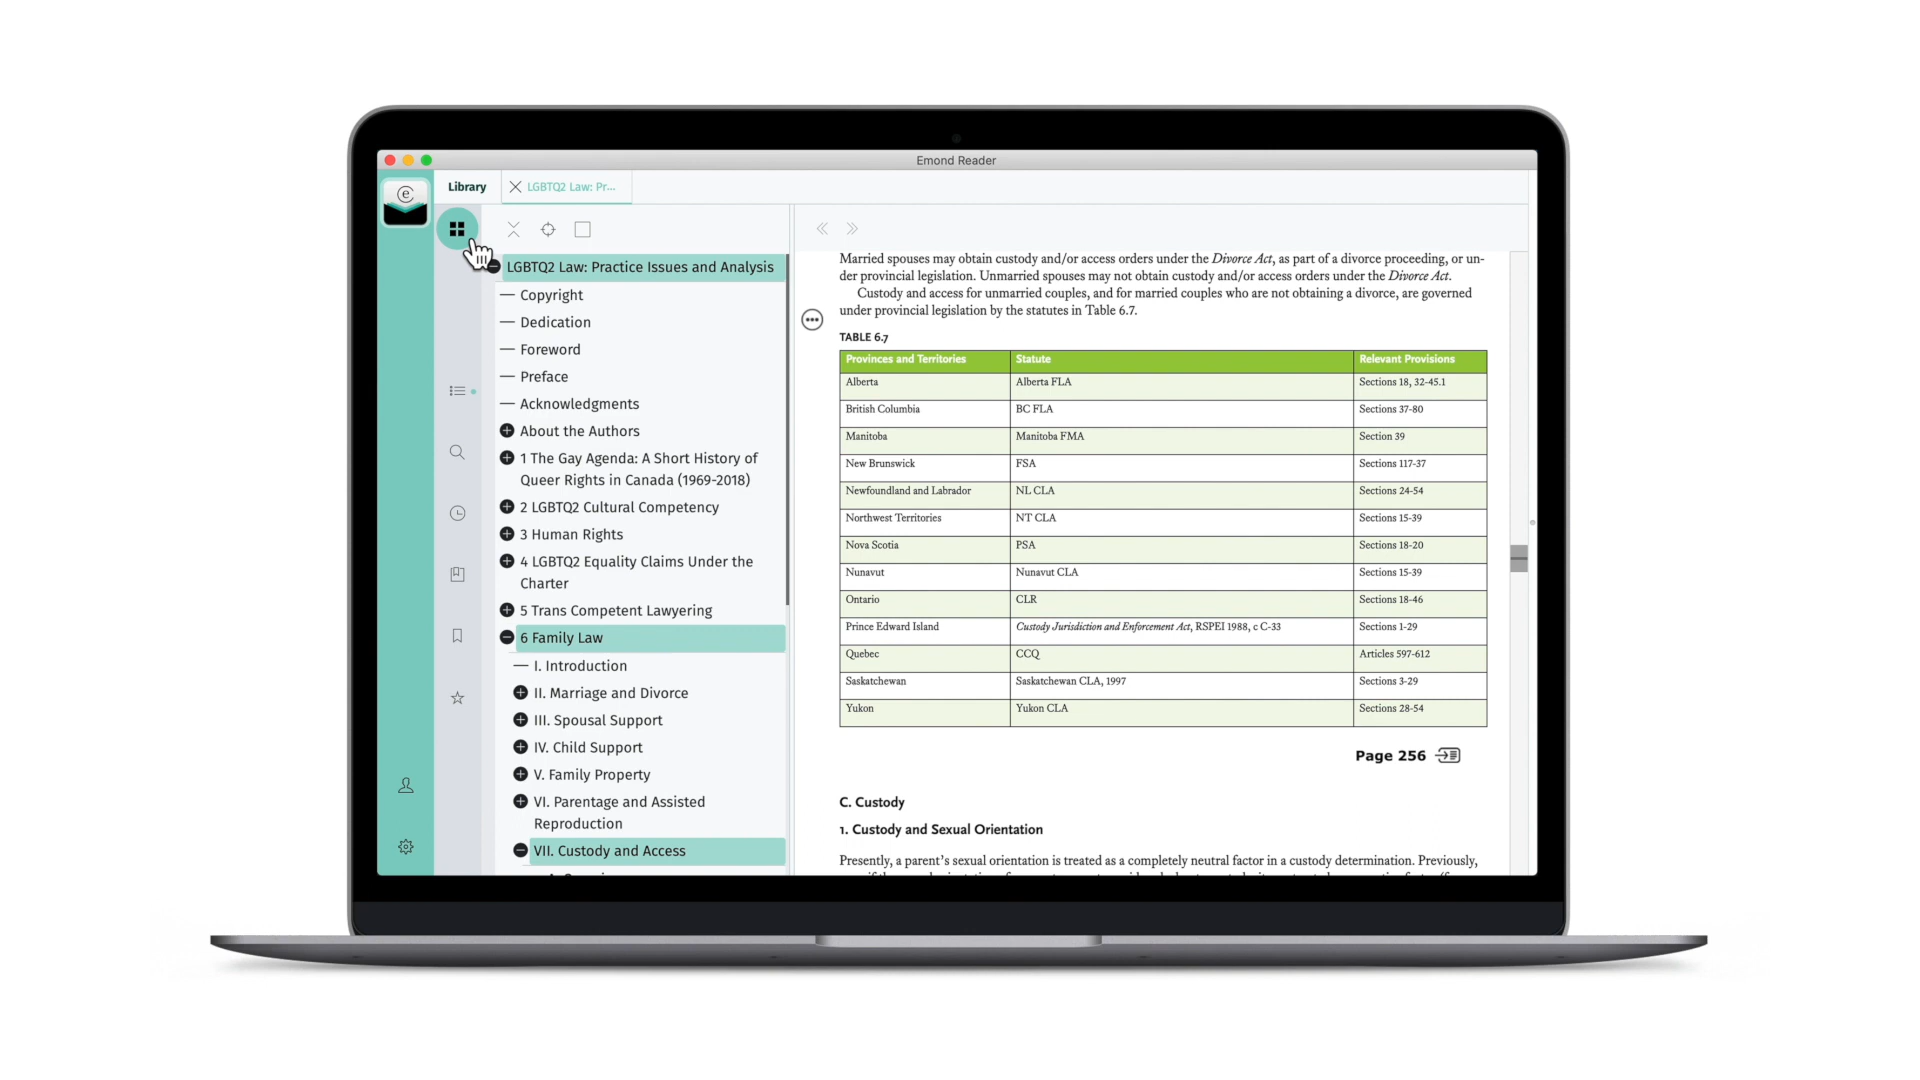 Emond Reader
Library
LGBTQ2 Law: Pr...
LGBTQ2 Law: Practice Issues and Analysis
Copyright
Dedication
Foreword
Preface
Acknowledgments
About the Authors
1 The Gay Agenda: A Short History of
Queer Rights in Canada (1969-2018)
2 LGBTQ2 Cultural Competency
3 Human Rights
4 LGBTQ2 Equality Claims Under the
Charter
5 Trans Competent Lawyering
6 Family Law
I. Introduction
II. Marriage and Divorce
III. Spousal Support
IV. Child Support
V. Family Property
VI. Parentage and Assisted
Reproduction
VII. Custody and Access
Married spouses may obtain custody and/or access orders under the Divorce Act, as part of a divorce proceeding, or un-
der provincial legislation. Unmarried spouses may not obtain custody and/or access orders under the Divorce Act.
Custody and access for unmarried couples, and for married couples who are not obtaining a divorce, are governed
under provincial legislation by the statutes in Table 6.7.
TABLE 6.7
Provinces and Territories Statute Relevant Provisions
Alberta Alberta FLA Sections 18, 32-45.1
British Columbia BC FLA Sections 37-80
Manitoba Manitoba FMA Section 39
New Brunswick FSA Sections 117-37
Newfoundland and Labrador NL CLA Sections 24-54
Northwest Territories NT CLA Sections 15-39
Nova Scotia PSA Sections 18-20
Nunavut Nunavut CLA Sections 15-39
Ontario CLR Sections 18-46
Prince Edward Island Custody Jurisdiction and Enforcement Act, RSPEI 1988, c C-33 Sections 1-29
Quebec CCQ Articles 597-612
Saskatchewan Saskatchewan CLA, 1997 Sections 3-29
Yukon Yukon CLA Sections 28-54
Page 256
C. Custody
1. Custody and Sexual Orientation
Presently, a parent's sexual orientation is treated as a completely neutral factor in a custody determination. Previously,